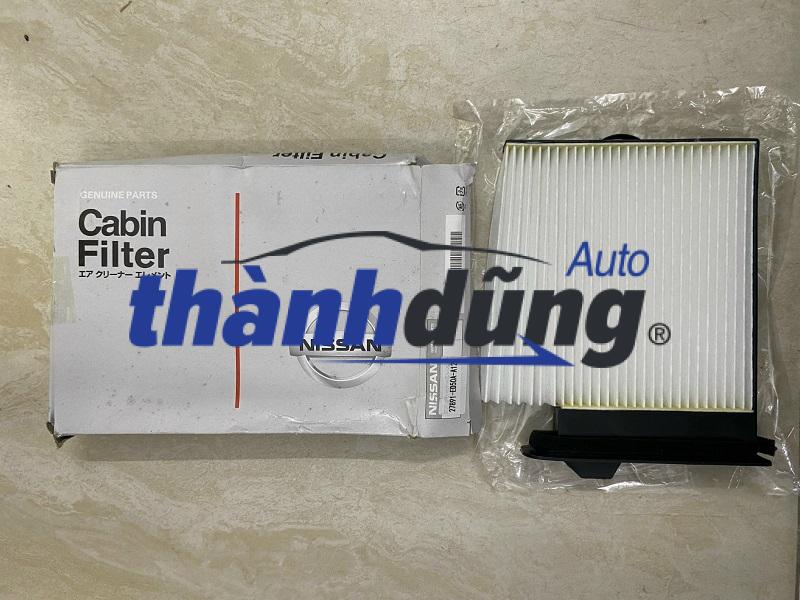 Cabin Filter
GENUINE PARTS
Cabin
Filter
エア クリーナー エレメント
NISSAN
NISSAN
Auto
thànhdũng
®